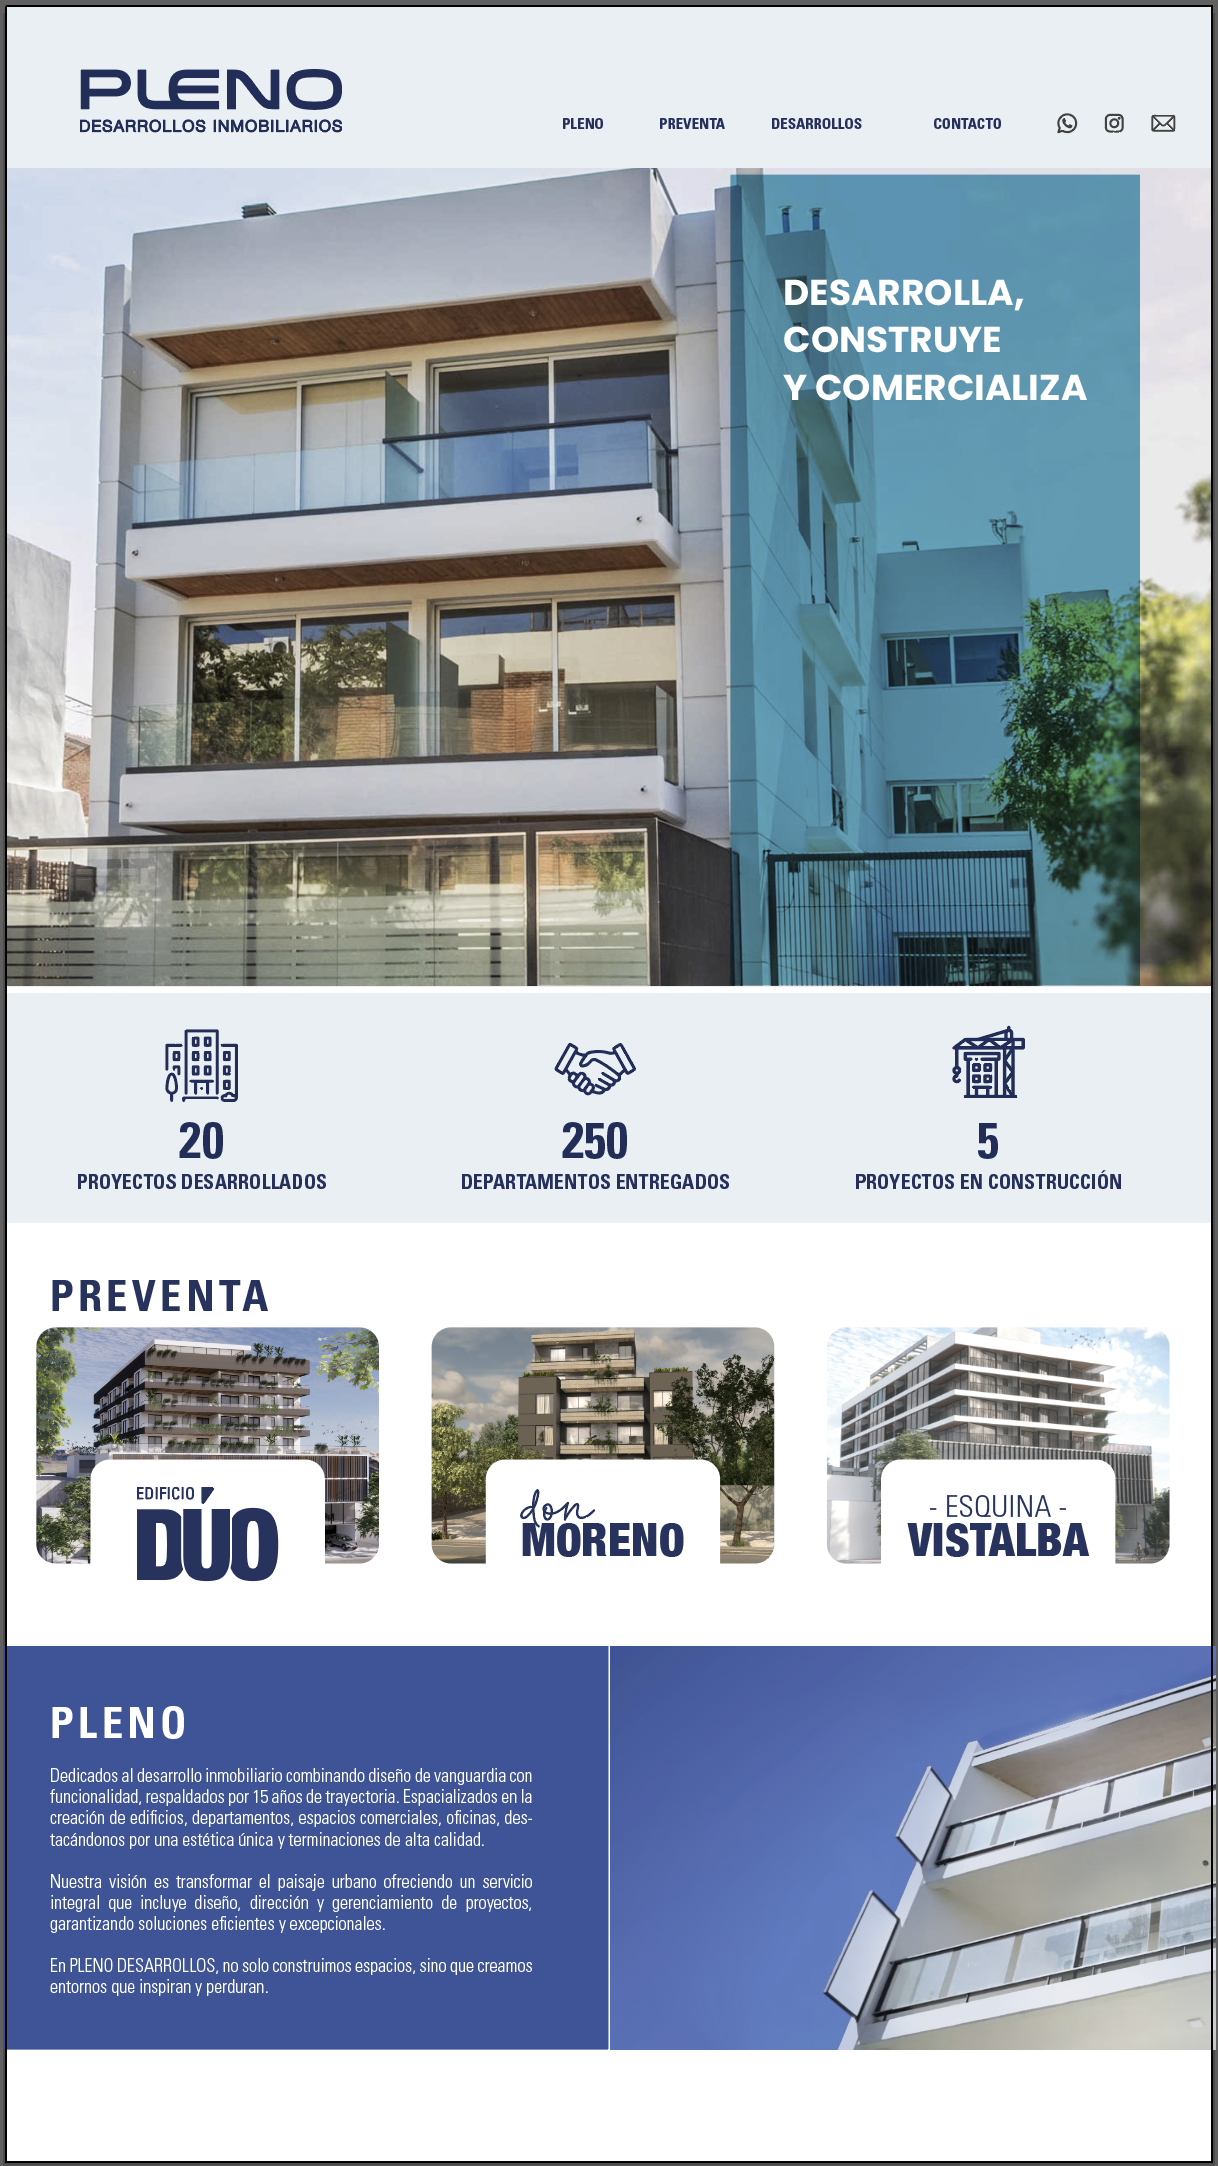 PLENO
DESARROLLOS INMOBILIARIOS
PLENO PREVENTA DESARROLLOS CONTACTO
DESARROLLA,
CONSTRUYE
Y COMERCIALIZA
20
PROYECTOS DESARROLLADOS
250
DEPARTAMENTOS ENTREGADOS
5
PROYECTOS EN CONSTRUCCIÓN
PREVENTA
EDIFICIO
DÚO
don
MORENO
- ESQUINA -
VISTALBA
PLENO
Dedicados al desarrollo inmobiliario combinando diseño de vanguardia con
funcionalidad, respaldados por 15 años de trayectoria. Espacializados en la
creación de edificios, departamentos, espacios comerciales, oficinas, des-
tacándonos por una estética única y terminaciones de alta calidad.
Nuestra visión es transformar el paisaje urbano ofreciendo un servicio
integral que incluye diseño, dirección y gerenciamiento de proyectos,
garantizando soluciones eficientes y excepcionales.
En PLENO DESARROLLOS, no solo construimos espacios, sino que creamos
entornos que inspiran y perduran.